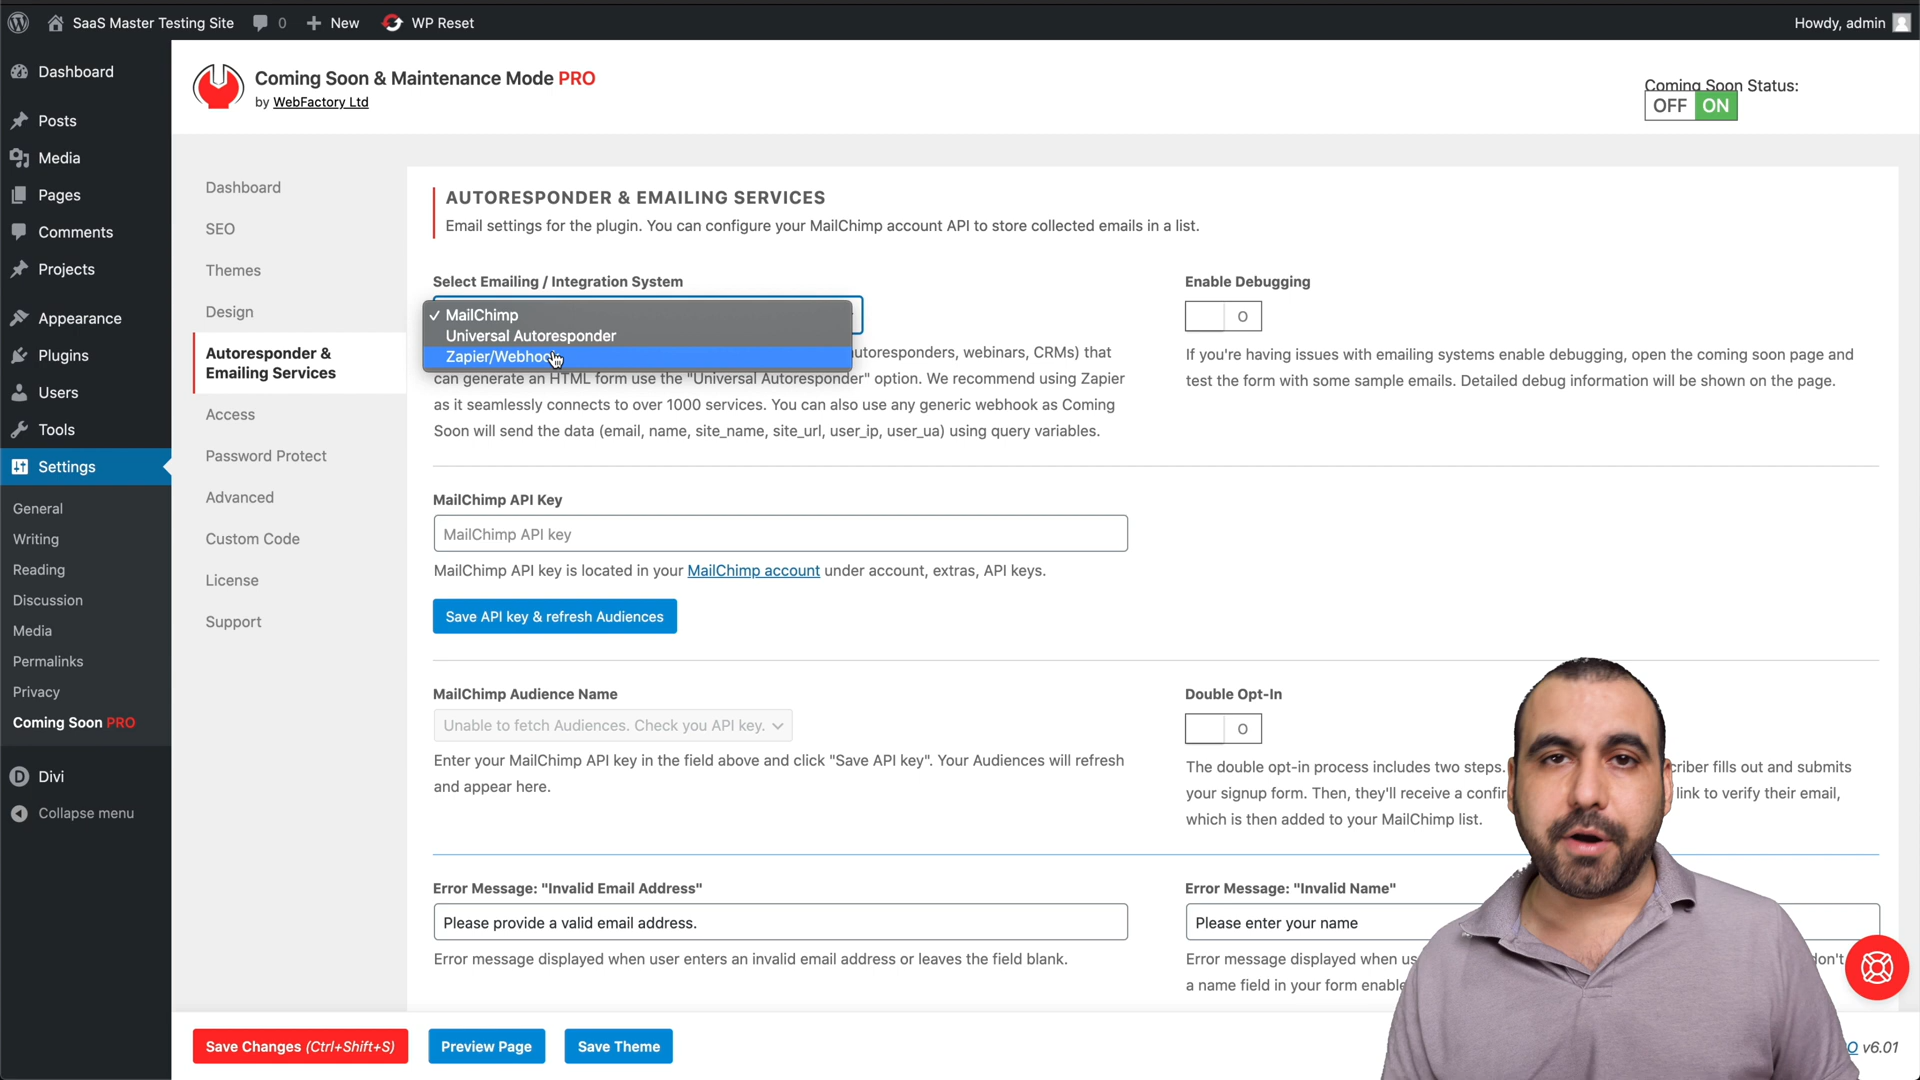 SaaS Master Testing Site
0
New
WP Reset
Howdy, admin
Dashboard
Posts
Media
Pages
Comments
Projects
Appearance
Plugins
Users
Tools
Settings
General
Writing
Reading
Discussion
Media
Permalinks
Privacy
Coming Soon PRO
Divi
Collapse menu
Coming Soon & Maintenance Mode PRO
by WebFactory Ltd
Coming Soon Status:
OFF ON
Dashboard
SEO
Themes
Design
Autoresponder &
Emailing Services
Access
Password Protect
Advanced
Custom Code
License
Support
AUTORESPONDER & EMAILING SERVICES
Email settings for the plugin. You can configure your MailChimp account API to store collected emails in a list.
Select Emailing / Integration System
✓ MailChimp
Universal Autoresponder
Zapier/Webhoo
utoresponders, webinars, CRMs) that
can generate an HTML form use the "Universal Autoresponder" option. We recommend using Zapier
as it seamlessly connects to over 1000 services. You can also use any generic webhook as Coming
Soon will send the data (email, name, site_name, site_url, user_ip, user_ua) using query variables.
Enable Debugging
O
If you're having issues with emailing systems enable debugging, open the coming soon page and
test the form with some sample emails. Detailed debug information will be shown on the page.
MailChimp API Key
MailChimp API key
MailChimp API key is located in your MailChimp account under account, extras, API keys.
Save API key & refresh Audiences
MailChimp Audience Name
Unable to fetch Audiences. Check you API key.
Enter your MailChimp API key in the field above and click "Save API key". Your Audiences will refresh
and appear here.
Double Opt-In
O
The double opt-in process includes two steps. criber fills out and submits
your signup form. Then, they'll receive a confir link to verify their email,
which is then added to your MailChimp list.
Error Message: "Invalid Email Address"
Please provide a valid email address.
Error message displayed when user enters an invalid email address or leaves the field blank.
Error Message: "Invalid Name"
Please enter your name
Error message displayed when us don't
a name field in your form enable
Save Changes (Ctrl+Shift+S)
Preview Page
Save Theme
O v6.01